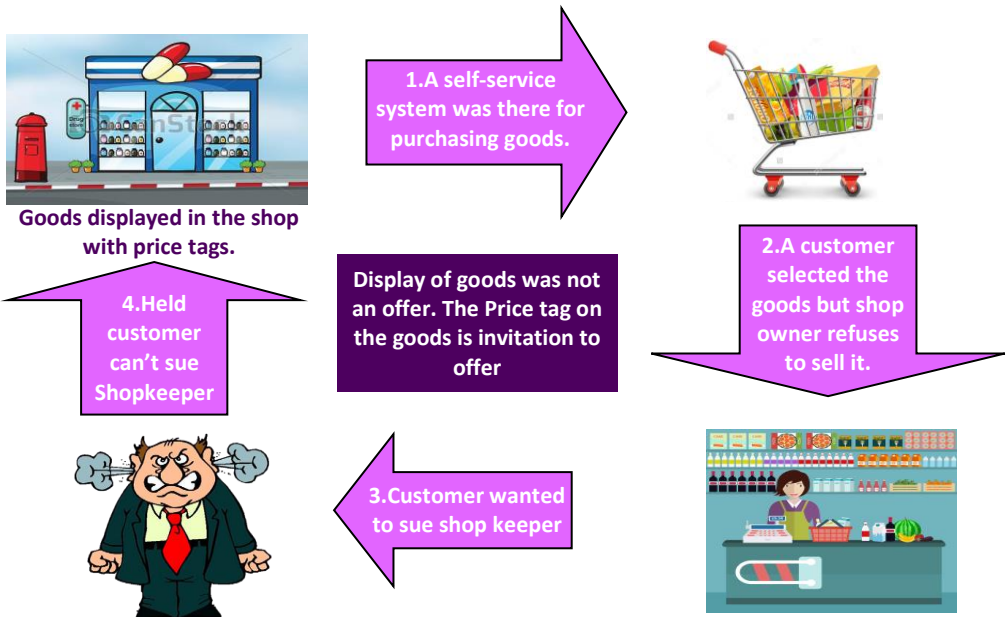 1.A self-service
system was there for
purchasing goods.
Goods displayed in the shop
with price tags.
2.A customer
selected the
goods but shop
owner refuses
to sell it.
Display of goods was not
an offer. The Price tag on
the goods is invitation to
offer
4.Held
customer
can’t sue
Shopkeeper
3.Customer wanted
to sue shop keeper